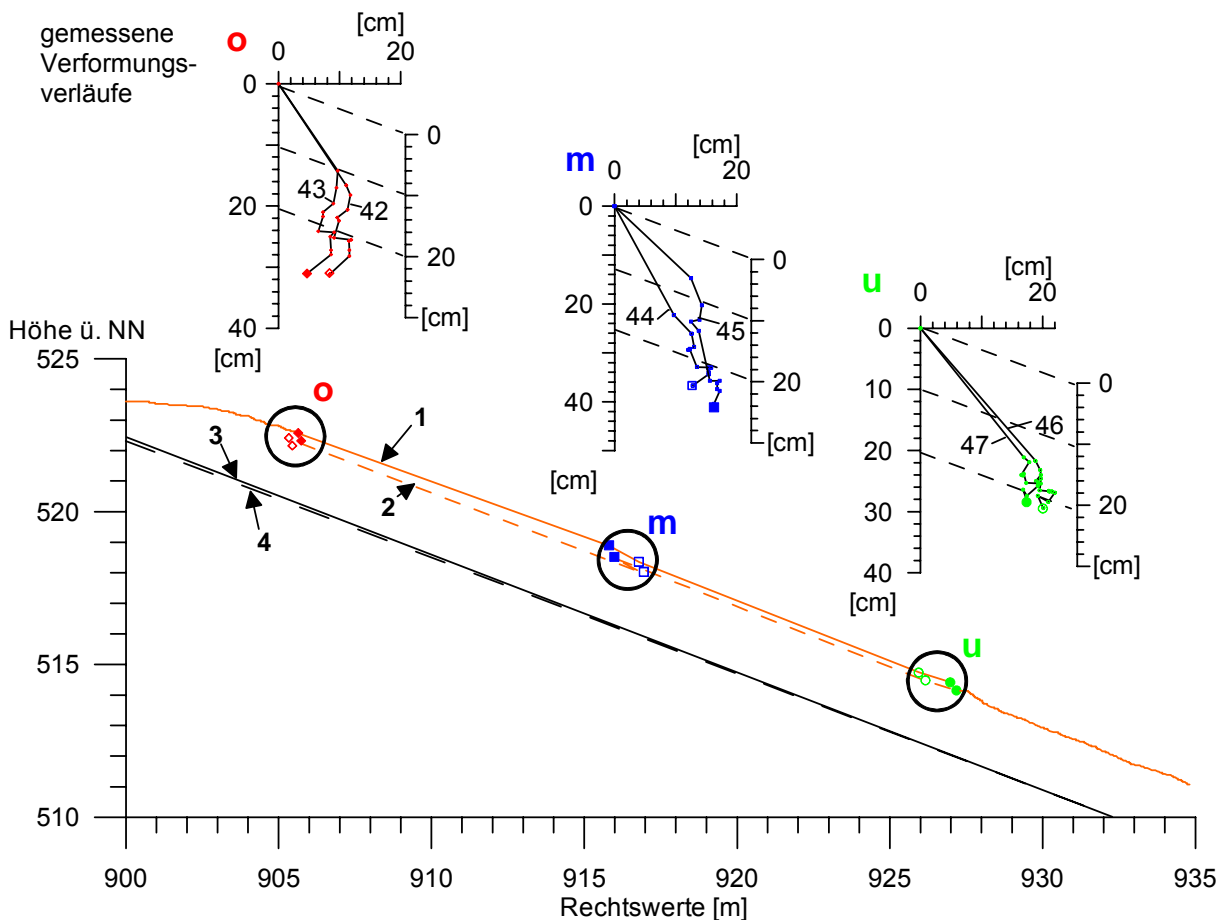 gemessene
Verformungs-
verläufe
o
[cm]
0 20
0
20
40
[cm]
43
42
0
20
[cm]
m
[cm]
0 20
0
20
40
[cm]
44
45
0
20
[cm]
u
[cm]
0 20
0
10
20
30
40
[cm]
46
47
0
20
[cm]
Höhe ü. NN
525
520
515
510
o
m
u
1
2
3
4
900 905 910 915 920 925 930 935
Rechtswerte [m]